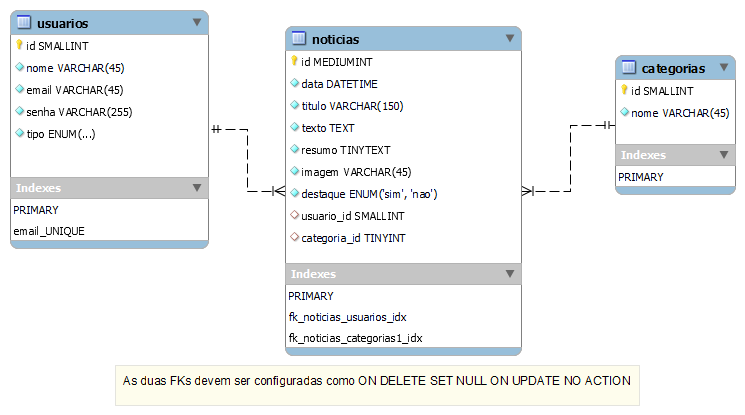 usuarios
id SMALLINT
nome VARCHAR(45)
email VARCHAR(45)
senha VARCHAR(255)
tipo ENUM(...)
Indexes
PRIMARY
email_UNIQUE
noticias
id MEDIUMINT
data DATETIME
titulo VARCHAR(150)
texto TEXT
resumo TINYTEXT
imagem VARCHAR(45)
destaque ENUM('sim', 'nao')
usuario_id SMALLINT
categoria_id TINYINT
Indexes
PRIMARY
fk_noticias_usuarios_idx
fk_noticias_categorias1_idx
categorias
id SMALLINT
nome VARCHAR(45)
Indexes
PRIMARY
As duas FKs devem ser configuradas como ON DELETE SET NULL ON UPDATE NO ACTION